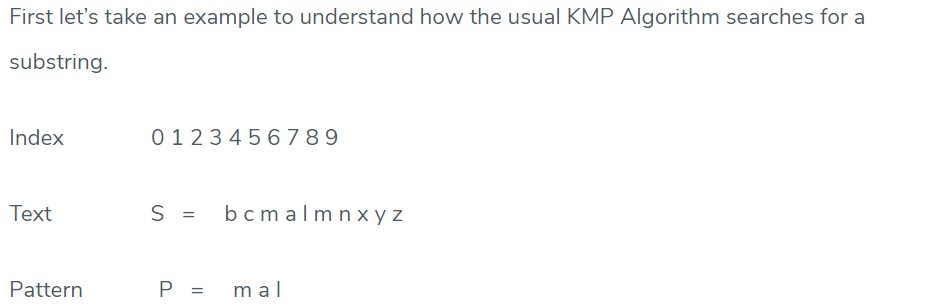 First let's take an example to understand how the usual KMP Algorithm searches for a
substring.
Index 0 1 2 3 4 5 6 7 8 9
Text S = b c m a l m n x y z
Pattern P = m a l